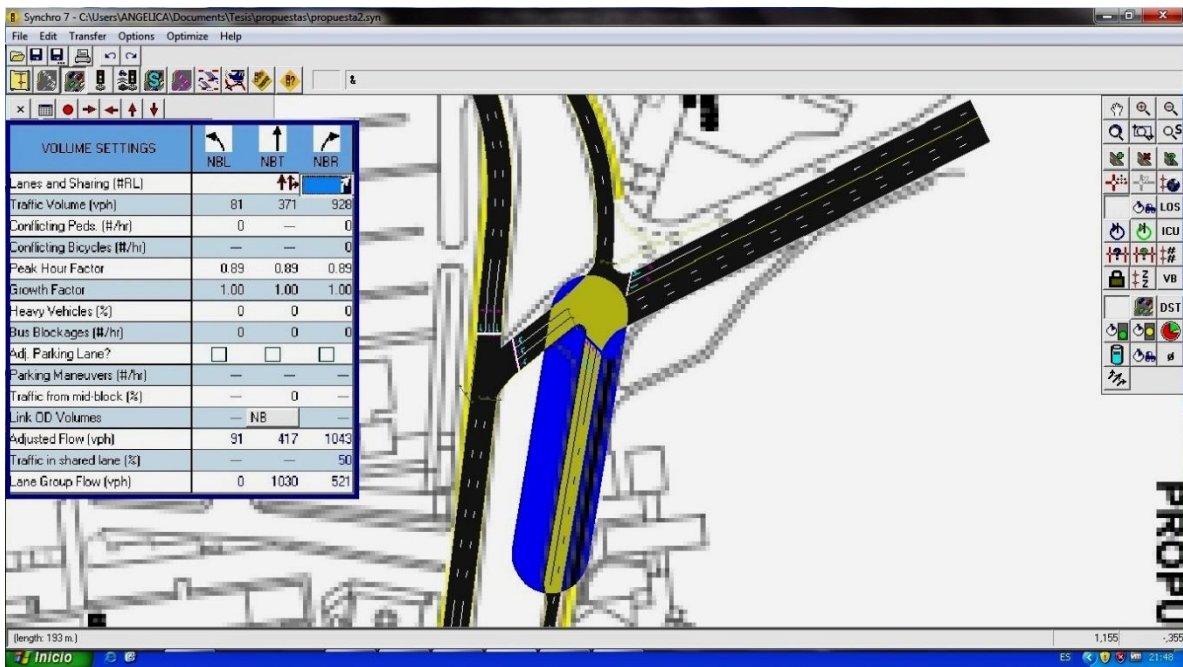 Synchro 7 - C:\Users\ANGELICA\Documents\Tesis\propuestas\propuesta2.syn
File Edit Transfer Options Optimize Help
&
VOLUME SETTINGS NBL NBT NBR
Lanes and Sharing (#RL)
Traffic Volume (vph) 81 371 928
Conflicting Peds. (#/hr) 0 — 0
Conflicting Bicycles (#/hr) — — 0
Peak Hour Factor 0.89 0.89 0.89
Growth Factor 1.00 1.00 1.00
Heavy Vehicles (%) 0 0 0
Bus Blockages (#/hr) 0 0 0
Adj. Parking Lane?
Parking Maneuvers (#/hr) — — —
Traffic from mid-block (%) — 0 —
Link OD Volumes — NB —
Adjusted Flow (vph) 91 417 1043
Traffic in shared lane (%) — — 50
Lane Group Flow (vph) 0 1030 521
LOS
ICU
VB
DST
ø
PROPU
(length: 193 m.) 1,155 -,355
Inicio ES 21:48